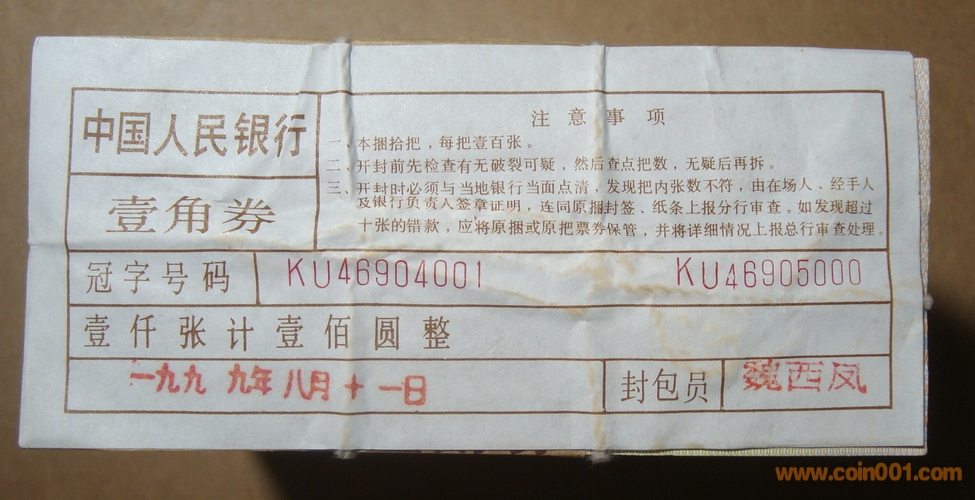 中国人民银行
壹角券
注意事项
一、本捆拾把，每把壹百张。
二、开封前先检查有无破裂可疑，然后查点把数，无疑后再拆。
三、开封时必须与当地银行当面点清，发现把内张数不符，由在场人、经手人
及银行负责人签章证明，连同原捆封签、纸条上报分行审查。如发现超过
十张的错款，应将原捆或原把票券保管，并将详细情况上报总行审查处理。
冠字号码 KU46904001 KU46905000
壹仟张计壹佰圆整
一九九九年八月十一日 封包员 魏西凤
www.coin001.com